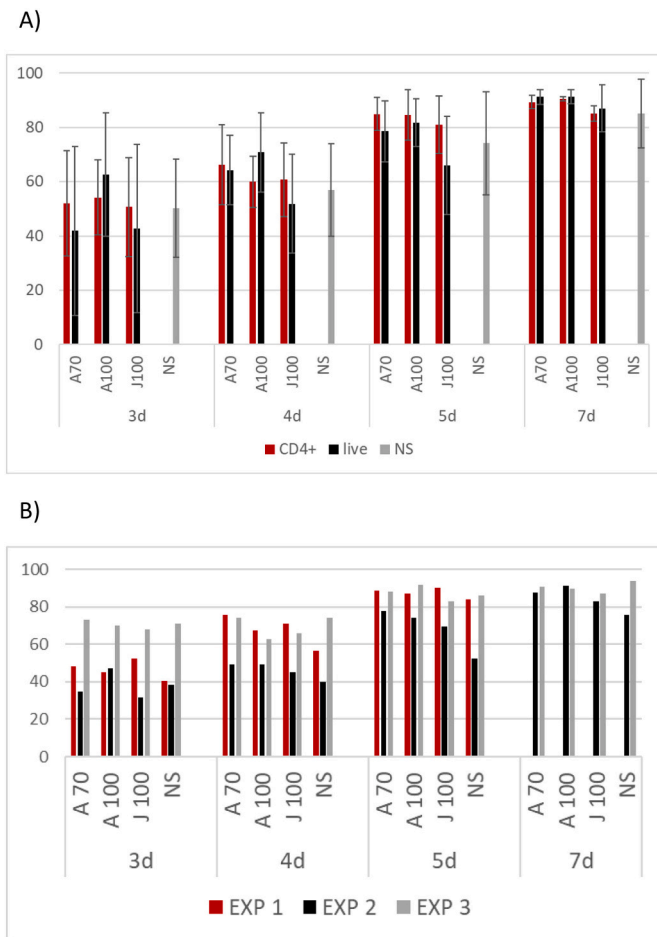 A)
100
80
60
40
20
0
A70 A100 J100 NS A70 A100 J100 NS A70 A100 J100 NS A70 A100 J100 NS
3d 4d 5d 7d
CD4+ live NS
B)
100
80
60
40
20
0
A 70 A 100 J 100 NS A 70 A 100 J 100 NS A 70 A 100 J 100 NS A 70 A 100 J 100 NS
3d 4d 5d 7d
EXP 1 EXP 2 EXP 3